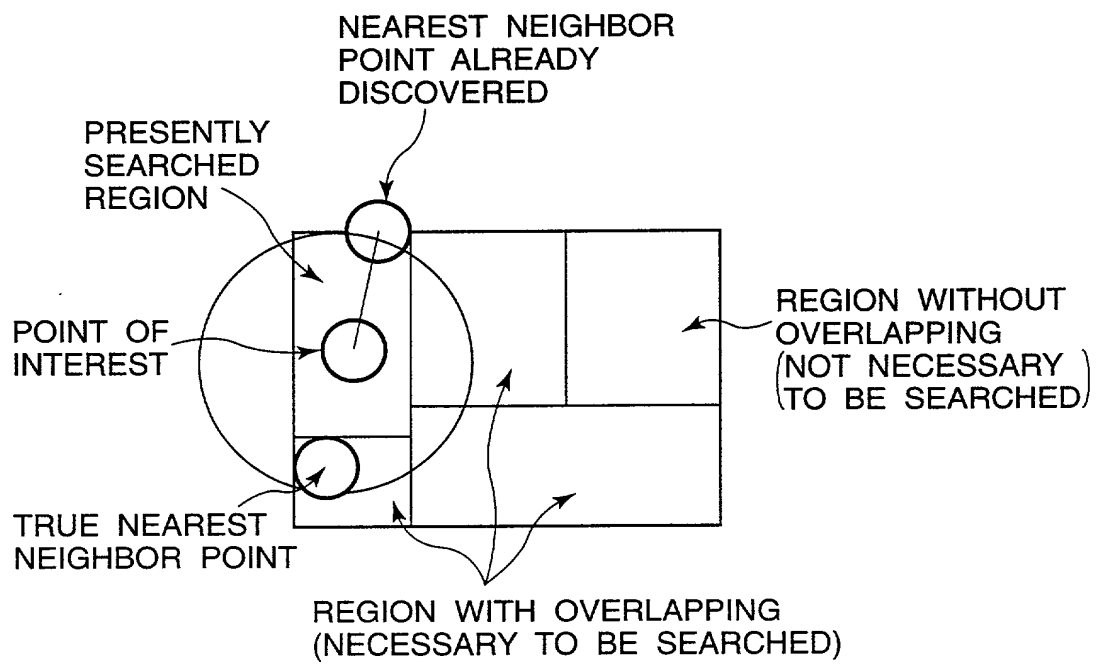 NEAREST NEIGHBOR
POINT ALREADY
DISCOVERED
PRESENTLY
SEARCHED
REGION
POINT OF
INTEREST
REGION WITHOUT
OVERLAPPING
(NOT NECESSARY
TO BE SEARCHED)
TRUE NEAREST
NEIGHBOR POINT
REGION WITH OVERLAPPING
(NECESSARY TO BE SEARCHED)